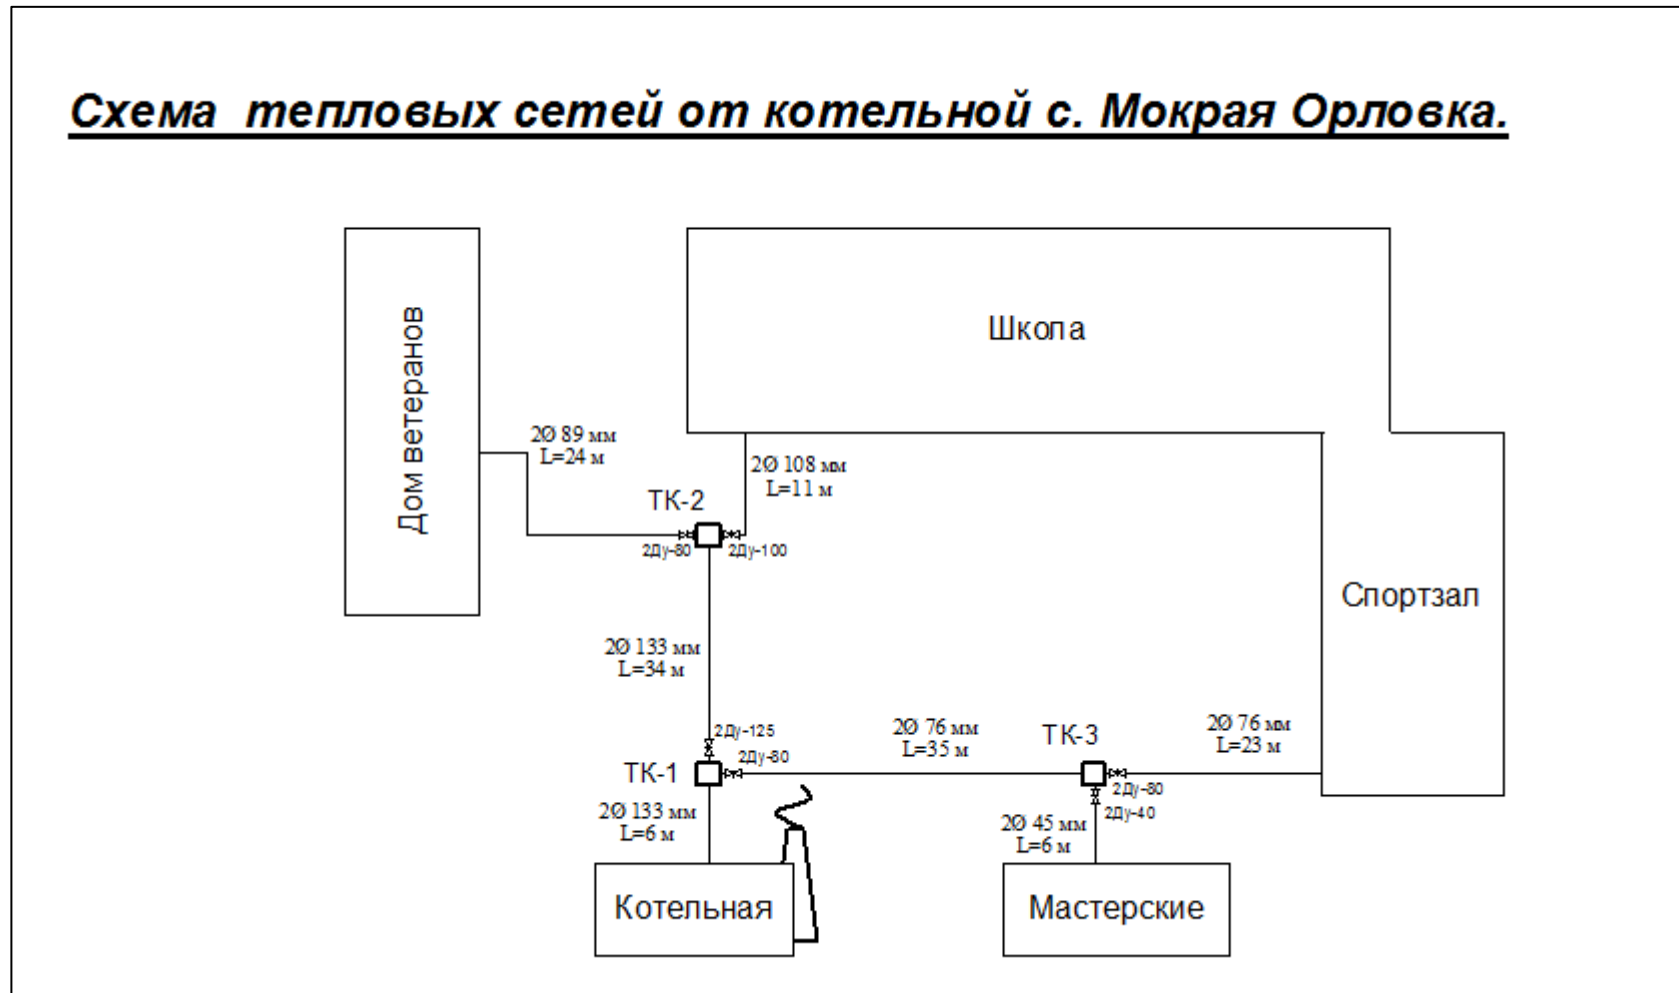 Схема тепловых сетей от котельной с. Мокрая Орловка.
Дом ветеранов
Школа
2Ø 89 мм
L=24 м
2Ø 108 мм
L=11 м
ТК-2
2Ду-80
2Ду-100
Спортзал
2Ø 133 мм
L=34 м
2Ду-125
2Ду-80
ТК-1
2Ø 76 мм
L=35 м
ТК-3
2Ø 76 мм
L=23 м
2Ду-80
2Ду-40
2Ø 133 мм
L=6 м
2Ø 45 мм
L=6 м
Котельная
Мастерские